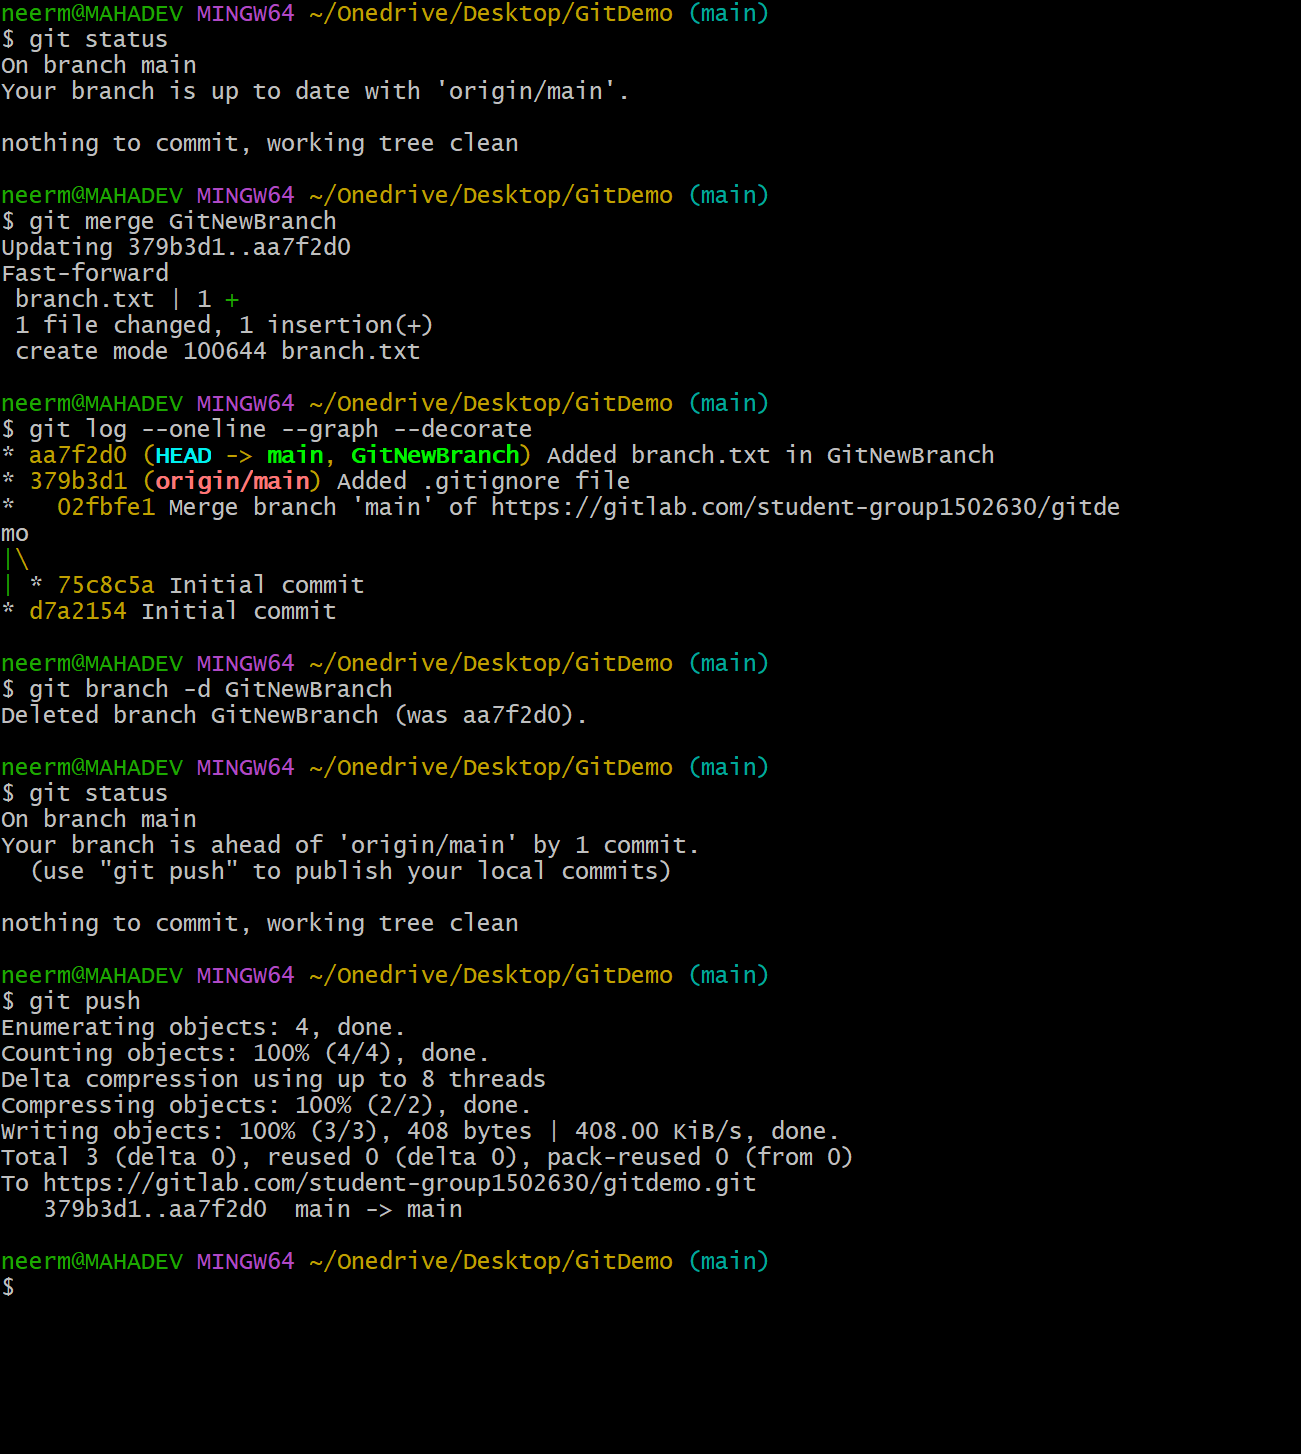 neerm@MAHADEV MINGW64 ~/Onedrive/Desktop/GitDemo (main)
$ git status
On branch main
Your branch is up to date with 'origin/main'.
nothing to commit, working tree clean
neerm@MAHADEV MINGW64 ~/Onedrive/Desktop/GitDemo (main)
$ git merge GitNewBranch
Updating 379b3d1..aa7f2d0
Fast-forward
 branch.txt | 1 +
 1 file changed, 1 insertion(+)
 create mode 100644 branch.txt
neerm@MAHADEV MINGW64 ~/Onedrive/Desktop/GitDemo (main)
$ git log --oneline --graph --decorate
* aa7f2d0 (HEAD -> main, GitNewBranch) Added branch.txt in GitNewBranch
* 379b3d1 (origin/main) Added .gitignore file
*   02fbfe1 Merge branch 'main' of https://gitlab.com/student-group1502630/gitde
mo
|\
| * 75c8c5a Initial commit
* d7a2154 Initial commit
neerm@MAHADEV MINGW64 ~/Onedrive/Desktop/GitDemo (main)
$ git branch -d GitNewBranch
Deleted branch GitNewBranch (was aa7f2d0).
neerm@MAHADEV MINGW64 ~/Onedrive/Desktop/GitDemo (main)
$ git status
On branch main
Your branch is ahead of 'origin/main' by 1 commit.
  (use "git push" to publish your local commits)
nothing to commit, working tree clean
neerm@MAHADEV MINGW64 ~/Onedrive/Desktop/GitDemo (main)
$ git push
Enumerating objects: 4, done.
Counting objects: 100% (4/4), done.
Delta compression using up to 8 threads
Compressing objects: 100% (2/2), done.
Writing objects: 100% (3/3), 408 bytes | 408.00 KiB/s, done.
Total 3 (delta 0), reused 0 (delta 0), pack-reused 0 (from 0)
To https://gitlab.com/student-group1502630/gitdemo.git
   379b3d1..aa7f2d0  main -> main
neerm@MAHADEV MINGW64 ~/Onedrive/Desktop/GitDemo (main)
$